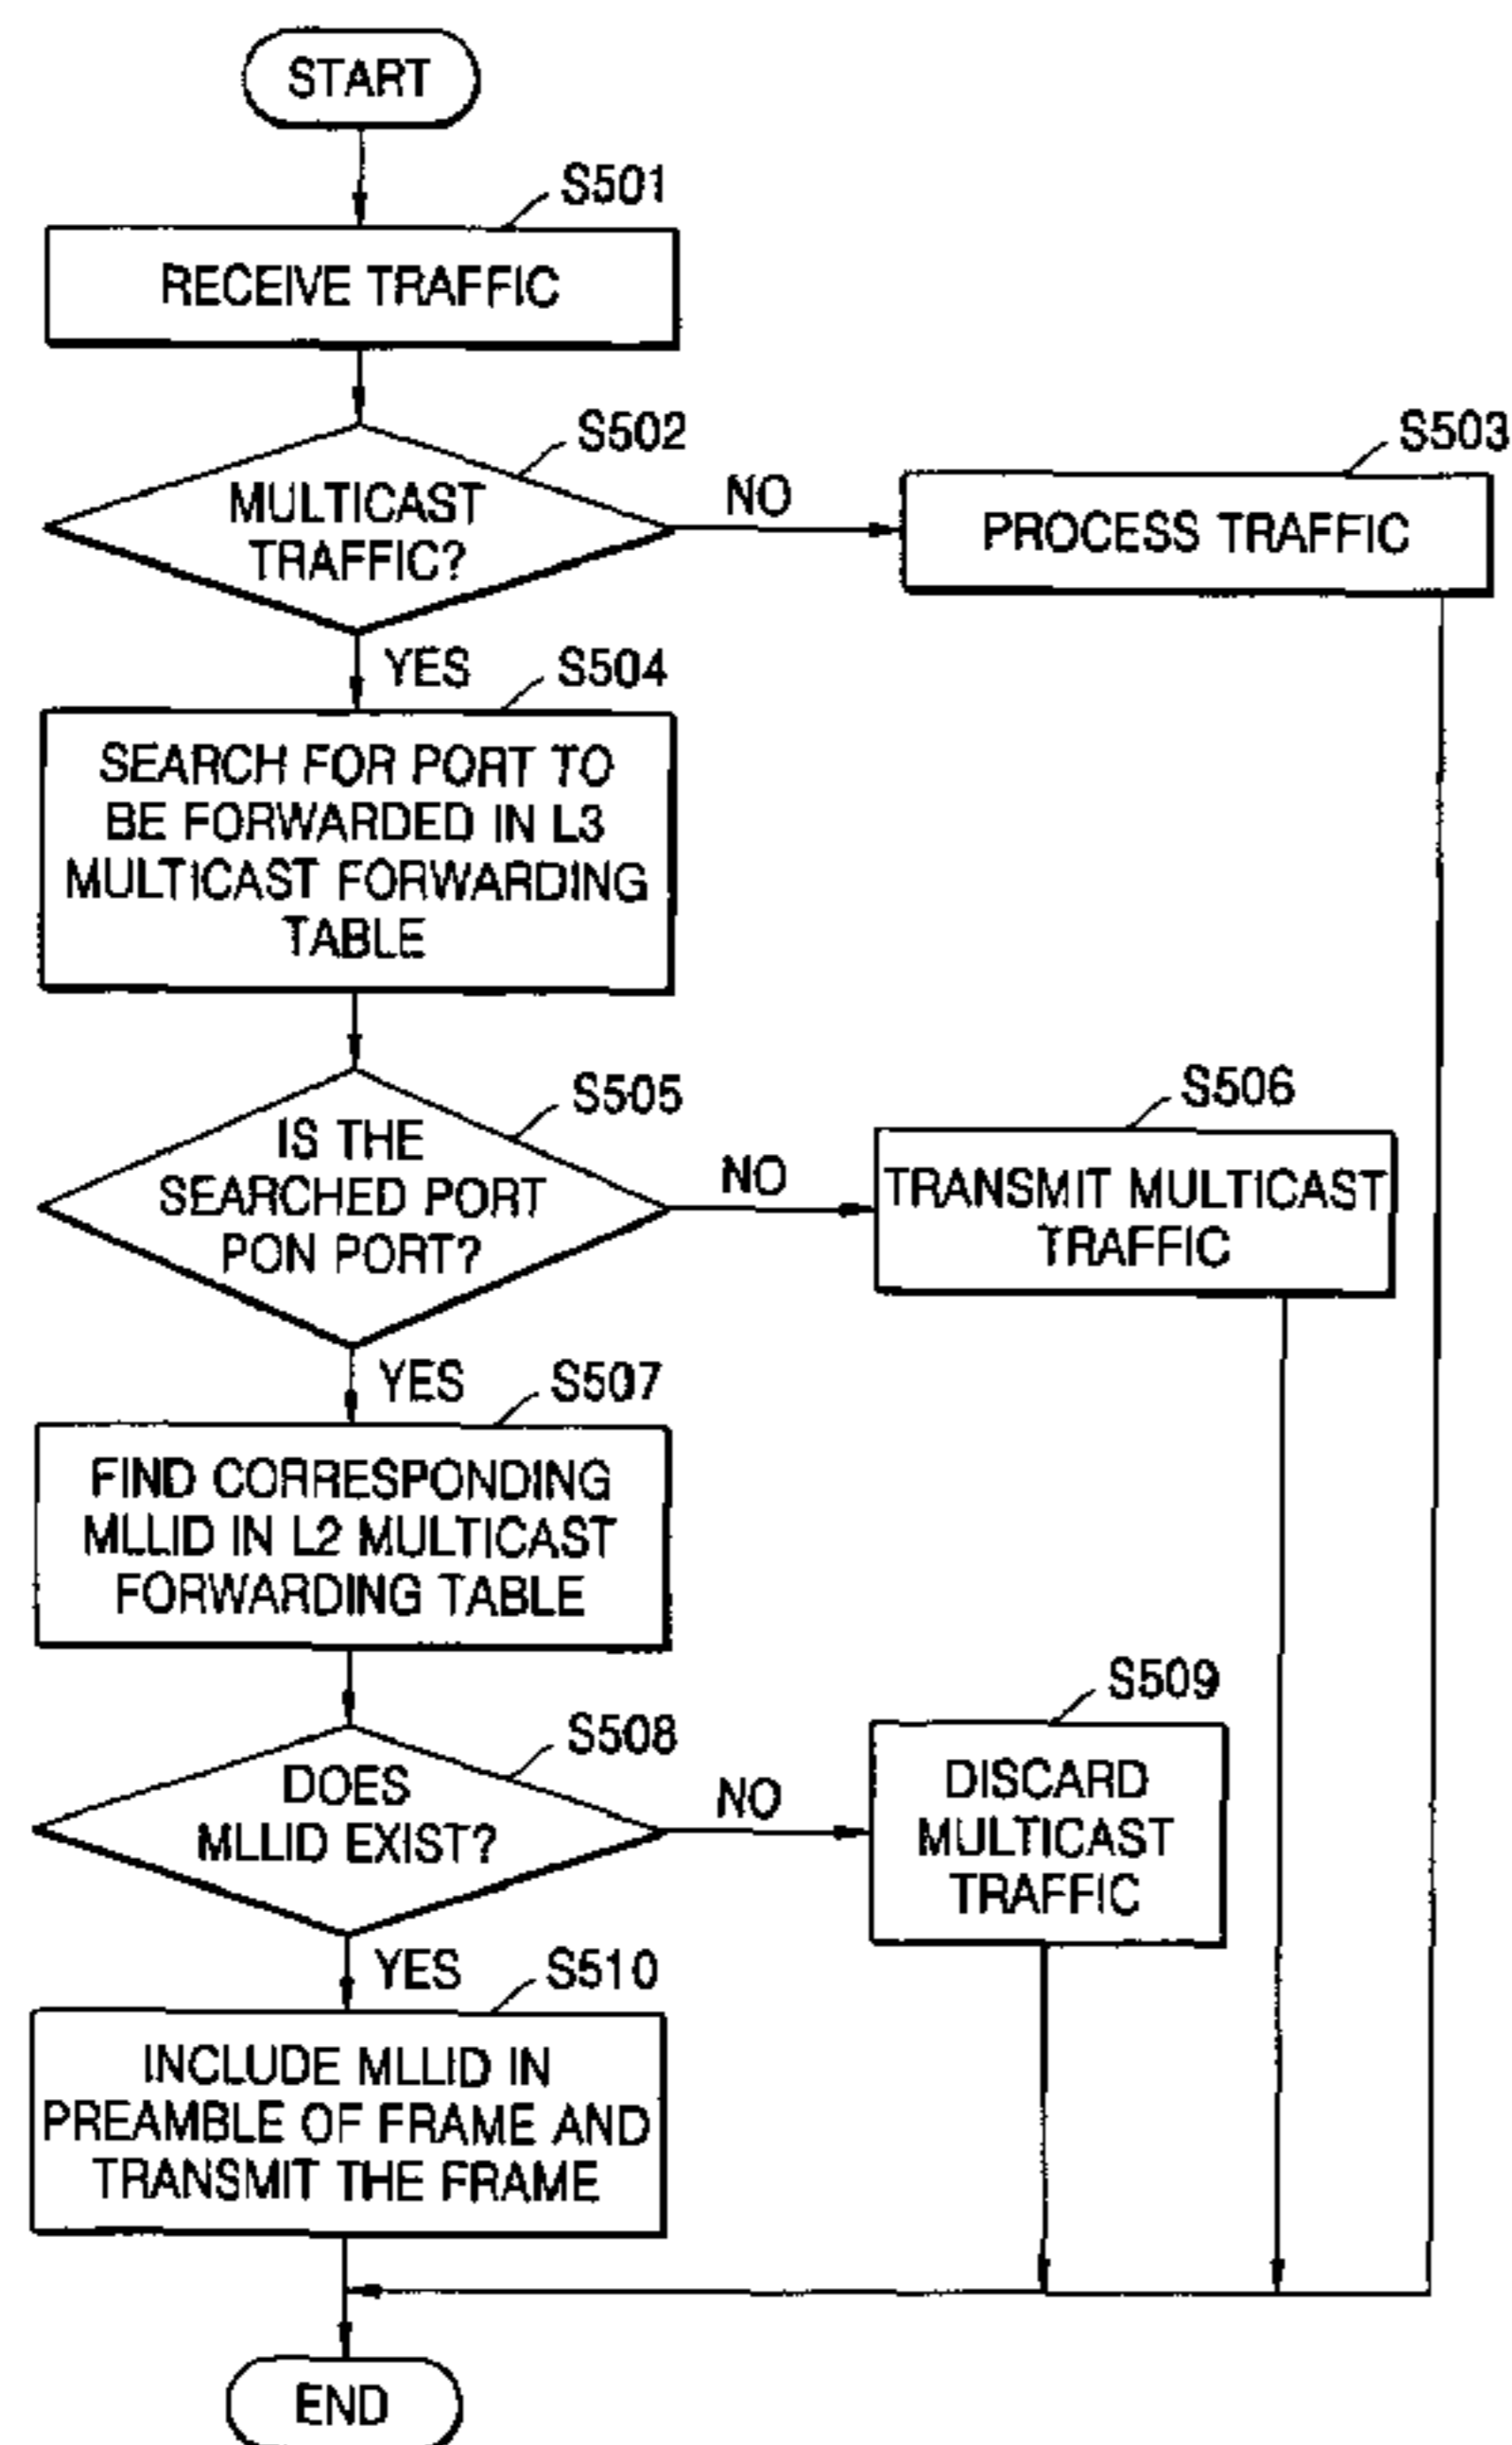 START
S501
RECEIVE TRAFFIC
S502
MULTICAST
TRAFFIC?
NO
S503
PROCESS TRAFFIC
YES
S504
SEARCH FOR PORT TO
BE FORWARDED IN L3
MULTICAST FORWARDING
TABLE
S505
IS THE
SEARCHED PORT
PON PORT?
NO
S506
TRANSMIT MULTICAST
TRAFFIC
YES
S507
FIND CORRESPONDING
MLLID IN L2 MULTICAST
FORWARDING TABLE
S508
DOES
MLLID EXIST?
NO
S509
DISCARD
MULTICAST
TRAFFIC
YES
S510
INCLUDE MLLID IN
PREAMBLE OF FRAME AND
TRANSMIT THE FRAME
END